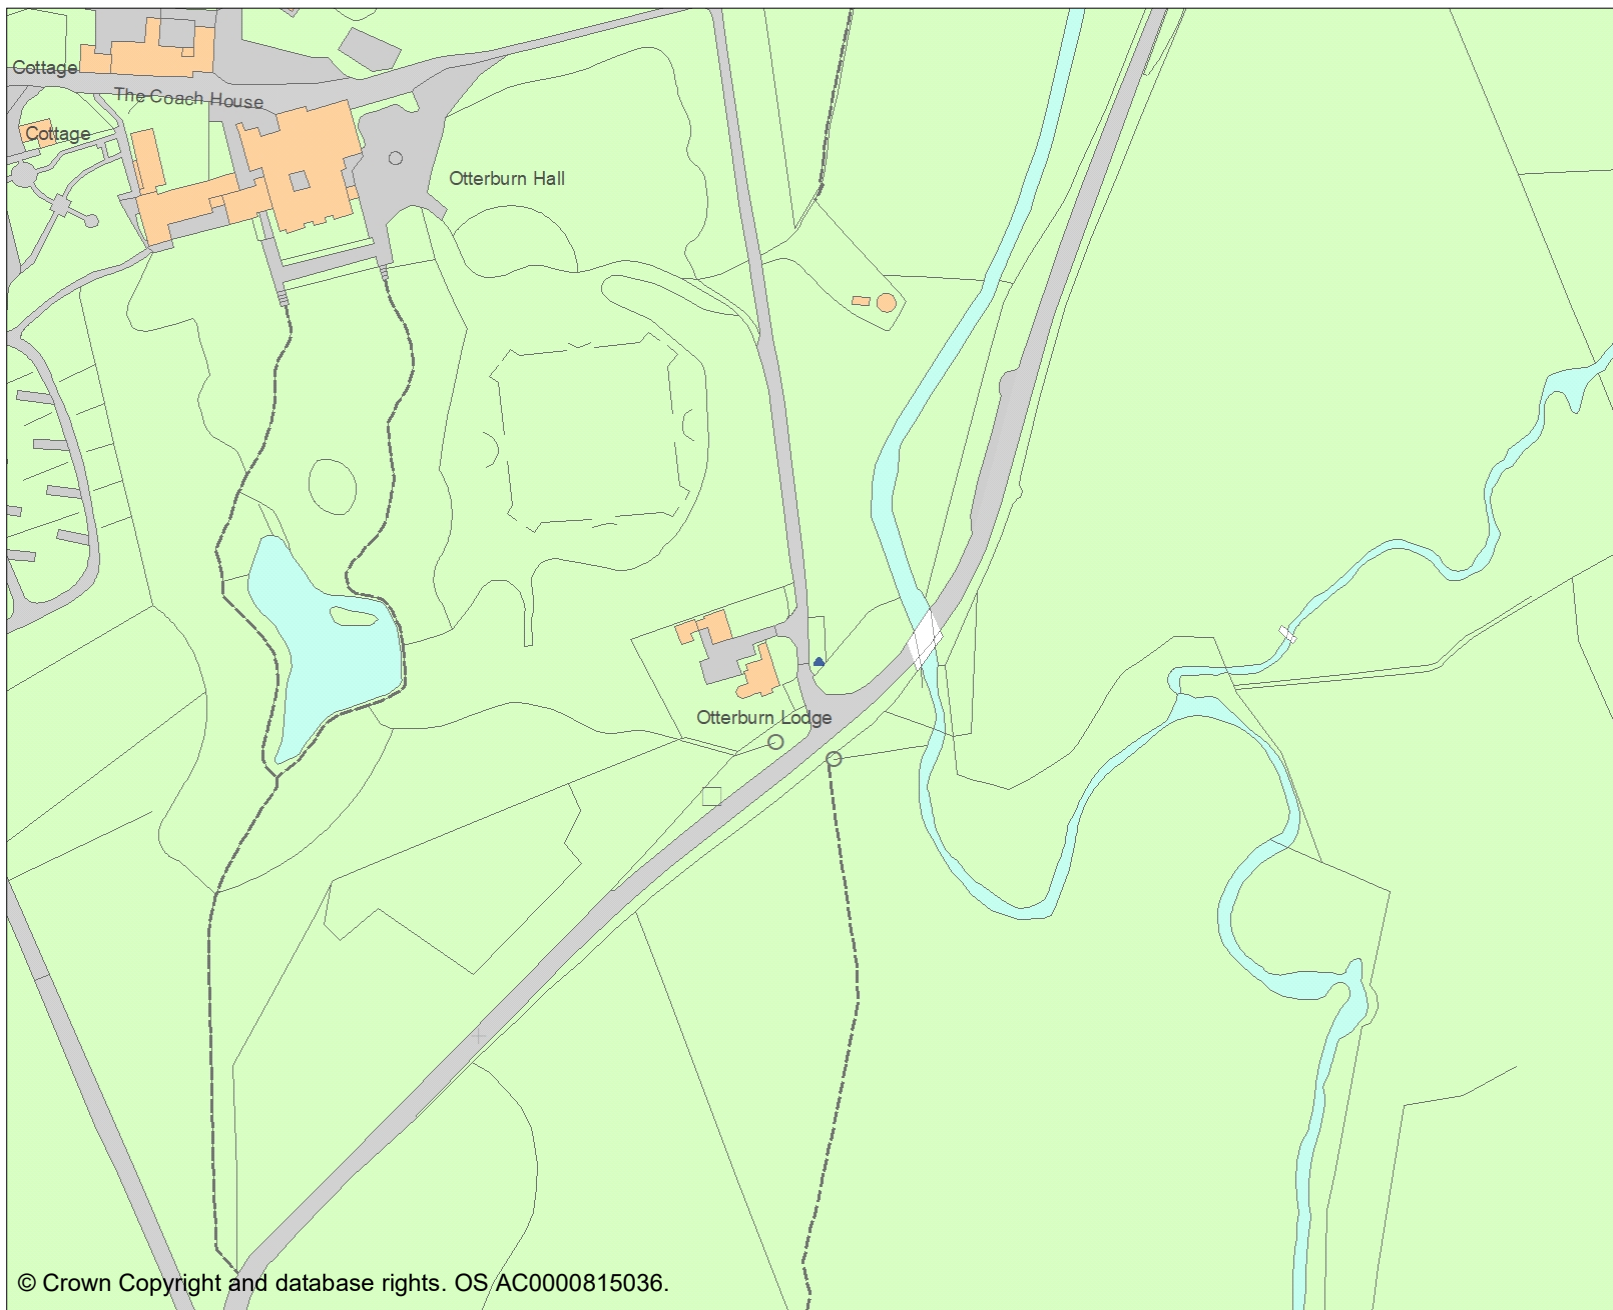 Cottage
The Coach House
Cottage
Otterburn Hall
Otterburn Lodge
© Crown Copyright and database rights. OS AC0000815036.